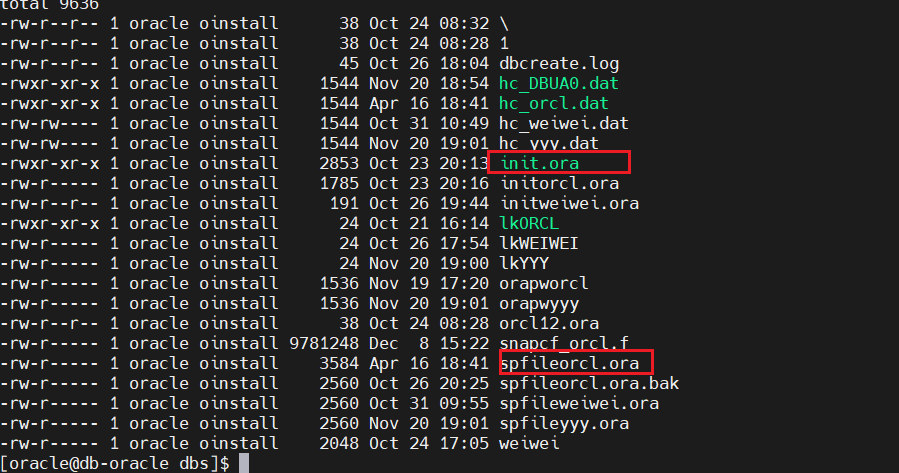 total 9636
-rw-r--r-- 1 oracle oinstall      38 Oct 24 08:32 \
-rw-r--r-- 1 oracle oinstall      38 Oct 24 08:28 1
-rw-r--r-- 1 oracle oinstall      45 Oct 26 18:04 dbcreate.log
-rwxr-xr-x 1 oracle oinstall    1544 Nov 20 18:54 hc_DBUA0.dat
-rwxr-xr-x 1 oracle oinstall    1544 Apr 16 18:41 hc_orcl.dat
-rw-rw---- 1 oracle oinstall    1544 Oct 31 10:49 hc_weiwei.dat
-rw-rw---- 1 oracle oinstall    1544 Nov 20 19:01 hc_yyy.dat
-rwxr-xr-x 1 oracle oinstall    2853 Oct 23 20:13 init.ora
-rw-r----- 1 oracle oinstall    1785 Oct 23 20:16 initorcl.ora
-rw-r--r-- 1 oracle oinstall     191 Oct 26 19:44 initweiwei.ora
-rwxr-xr-x 1 oracle oinstall      24 Oct 21 16:14 lkORCL
-rw-r----- 1 oracle oinstall      24 Oct 26 17:54 lkWEIWEI
-rw-r----- 1 oracle oinstall      24 Nov 20 19:00 lkYYY
-rw-r----- 1 oracle oinstall    1536 Nov 19 17:20 orapworcl
-rw-r----- 1 oracle oinstall    1536 Nov 20 19:01 orapwyyy
-rw-r--r-- 1 oracle oinstall      38 Oct 24 08:28 orcl12.ora
-rw-r----- 1 oracle oinstall 9781248 Dec  8 15:22 snapcf_orcl.f
-rw-r----- 1 oracle oinstall    3584 Apr 16 18:41 spfileorcl.ora
-rw-r----- 1 oracle oinstall    2560 Oct 26 20:25 spfileorcl.ora.bak
-rw-r----- 1 oracle oinstall    2560 Oct 31 09:55 spfileweiwei.ora
-rw-r----- 1 oracle oinstall    2560 Nov 20 19:01 spfileyyy.ora
-rw-r----- 1 oracle oinstall    2048 Oct 24 17:05 weiwei
[oracle@db-oracle dbs]$